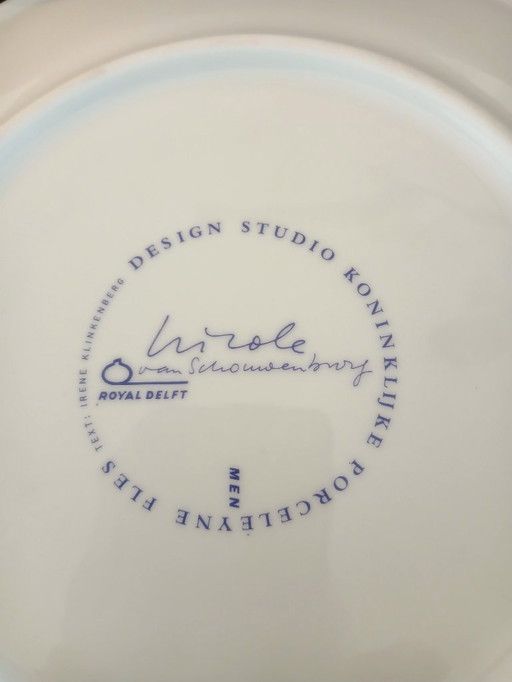 DESIGN STUDIO KONINKLIJKE PORCELEYNE FLES
TEXT: IRENE KLINKENBERG
Nicole
van Schouwenburg
ROYAL DELFT
MEN